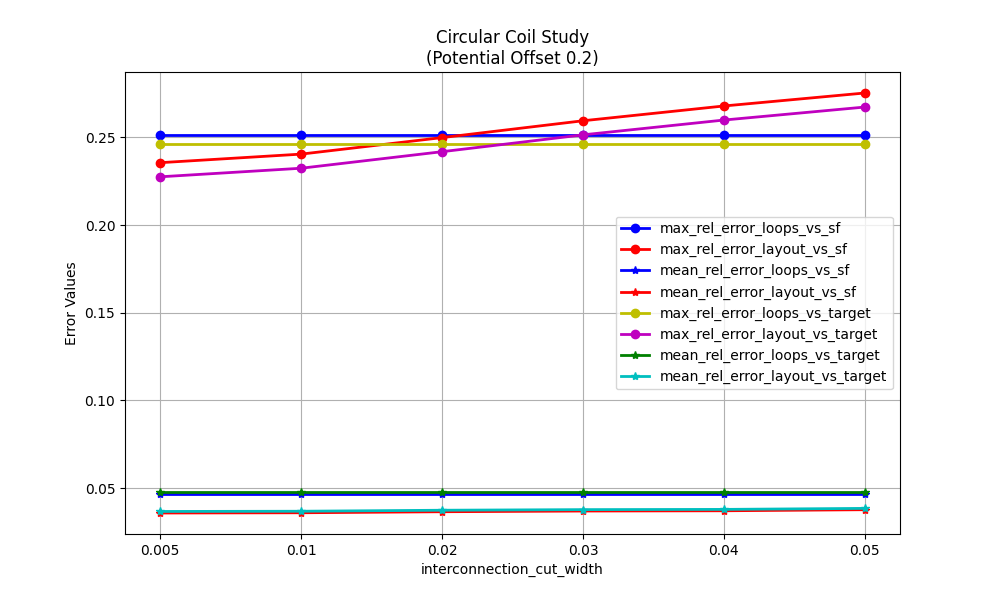 Circular Coil Study
(Potential Offset 0.2)
Error Values
0.25
0.20
0.15
0.10
0.05
max_rel_error_loops_vs_sf
max_rel_error_layout_vs_sf
mean_rel_error_loops_vs_sf
mean_rel_error_layout_vs_sf
max_rel_error_loops_vs_target
max_rel_error_layout_vs_target
mean_rel_error_loops_vs_target
mean_rel_error_layout_vs_target
0.005 0.01 0.02 0.03 0.04 0.05
interconnection_cut_width